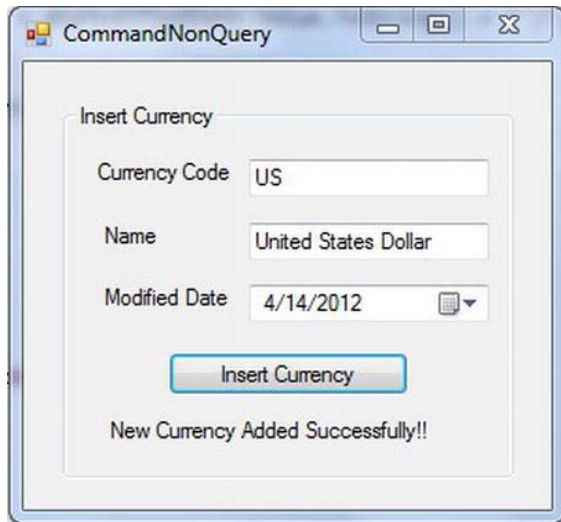 CommandNonQuery
Insert Currency
Currency Code US
Name United States Dollar
Modified Date 4/14/2012
Insert Currency
New Currency Added Successfully!!